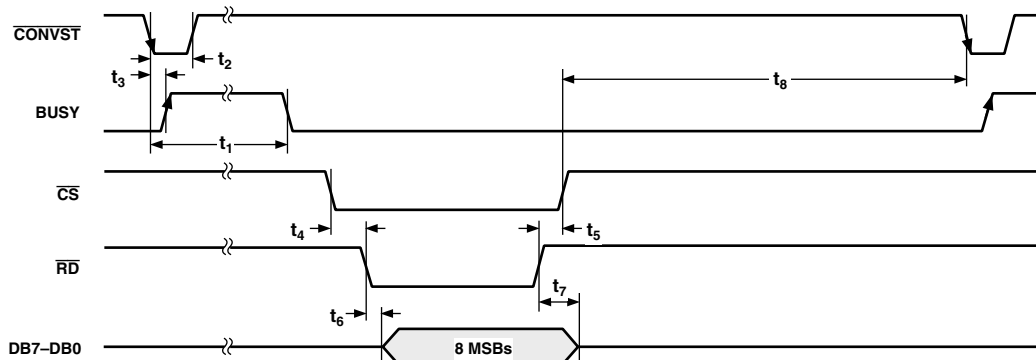 CONVST
t2
t3
t8
BUSY
t1
CS
t4
t5
RD
t7
t6
DB7–DB0
8 MSBs